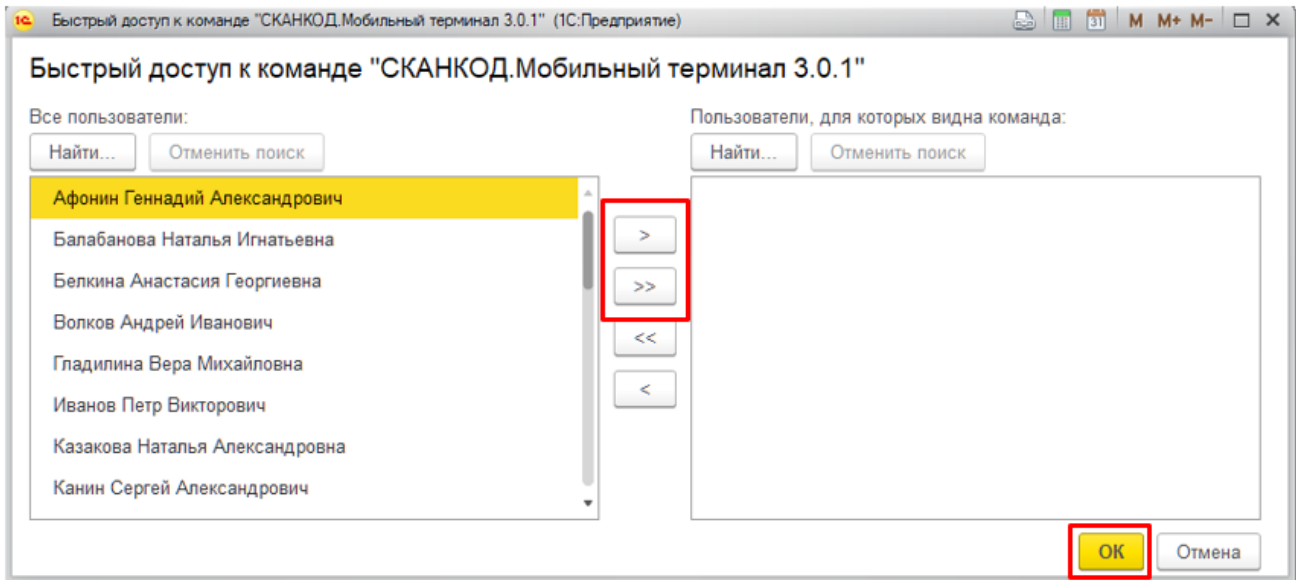 1С Быстрый доступ к команде "СКАНКОД.Мобильный терминал 3.0.1" (1С:Предприятие) 31 M M+ M-
Быстрый доступ к команде "СКАНКОД.Мобильный терминал 3.0.1"
Все пользователи:
Найти... Отменить поиск
Афонин Геннадий Александрович
Балабанова Наталья Игнатьевна
Белкина Анастасия Георгиевна
Волков Андрей Иванович
Гладилина Вера Михайловна
Иванов Петр Викторович
Казакова Наталья Александровна
Канин Сергей Александрович
>
>>
<<
<
Пользователи, для которых видна команда:
Найти... Отменить поиск
ОК Отмена